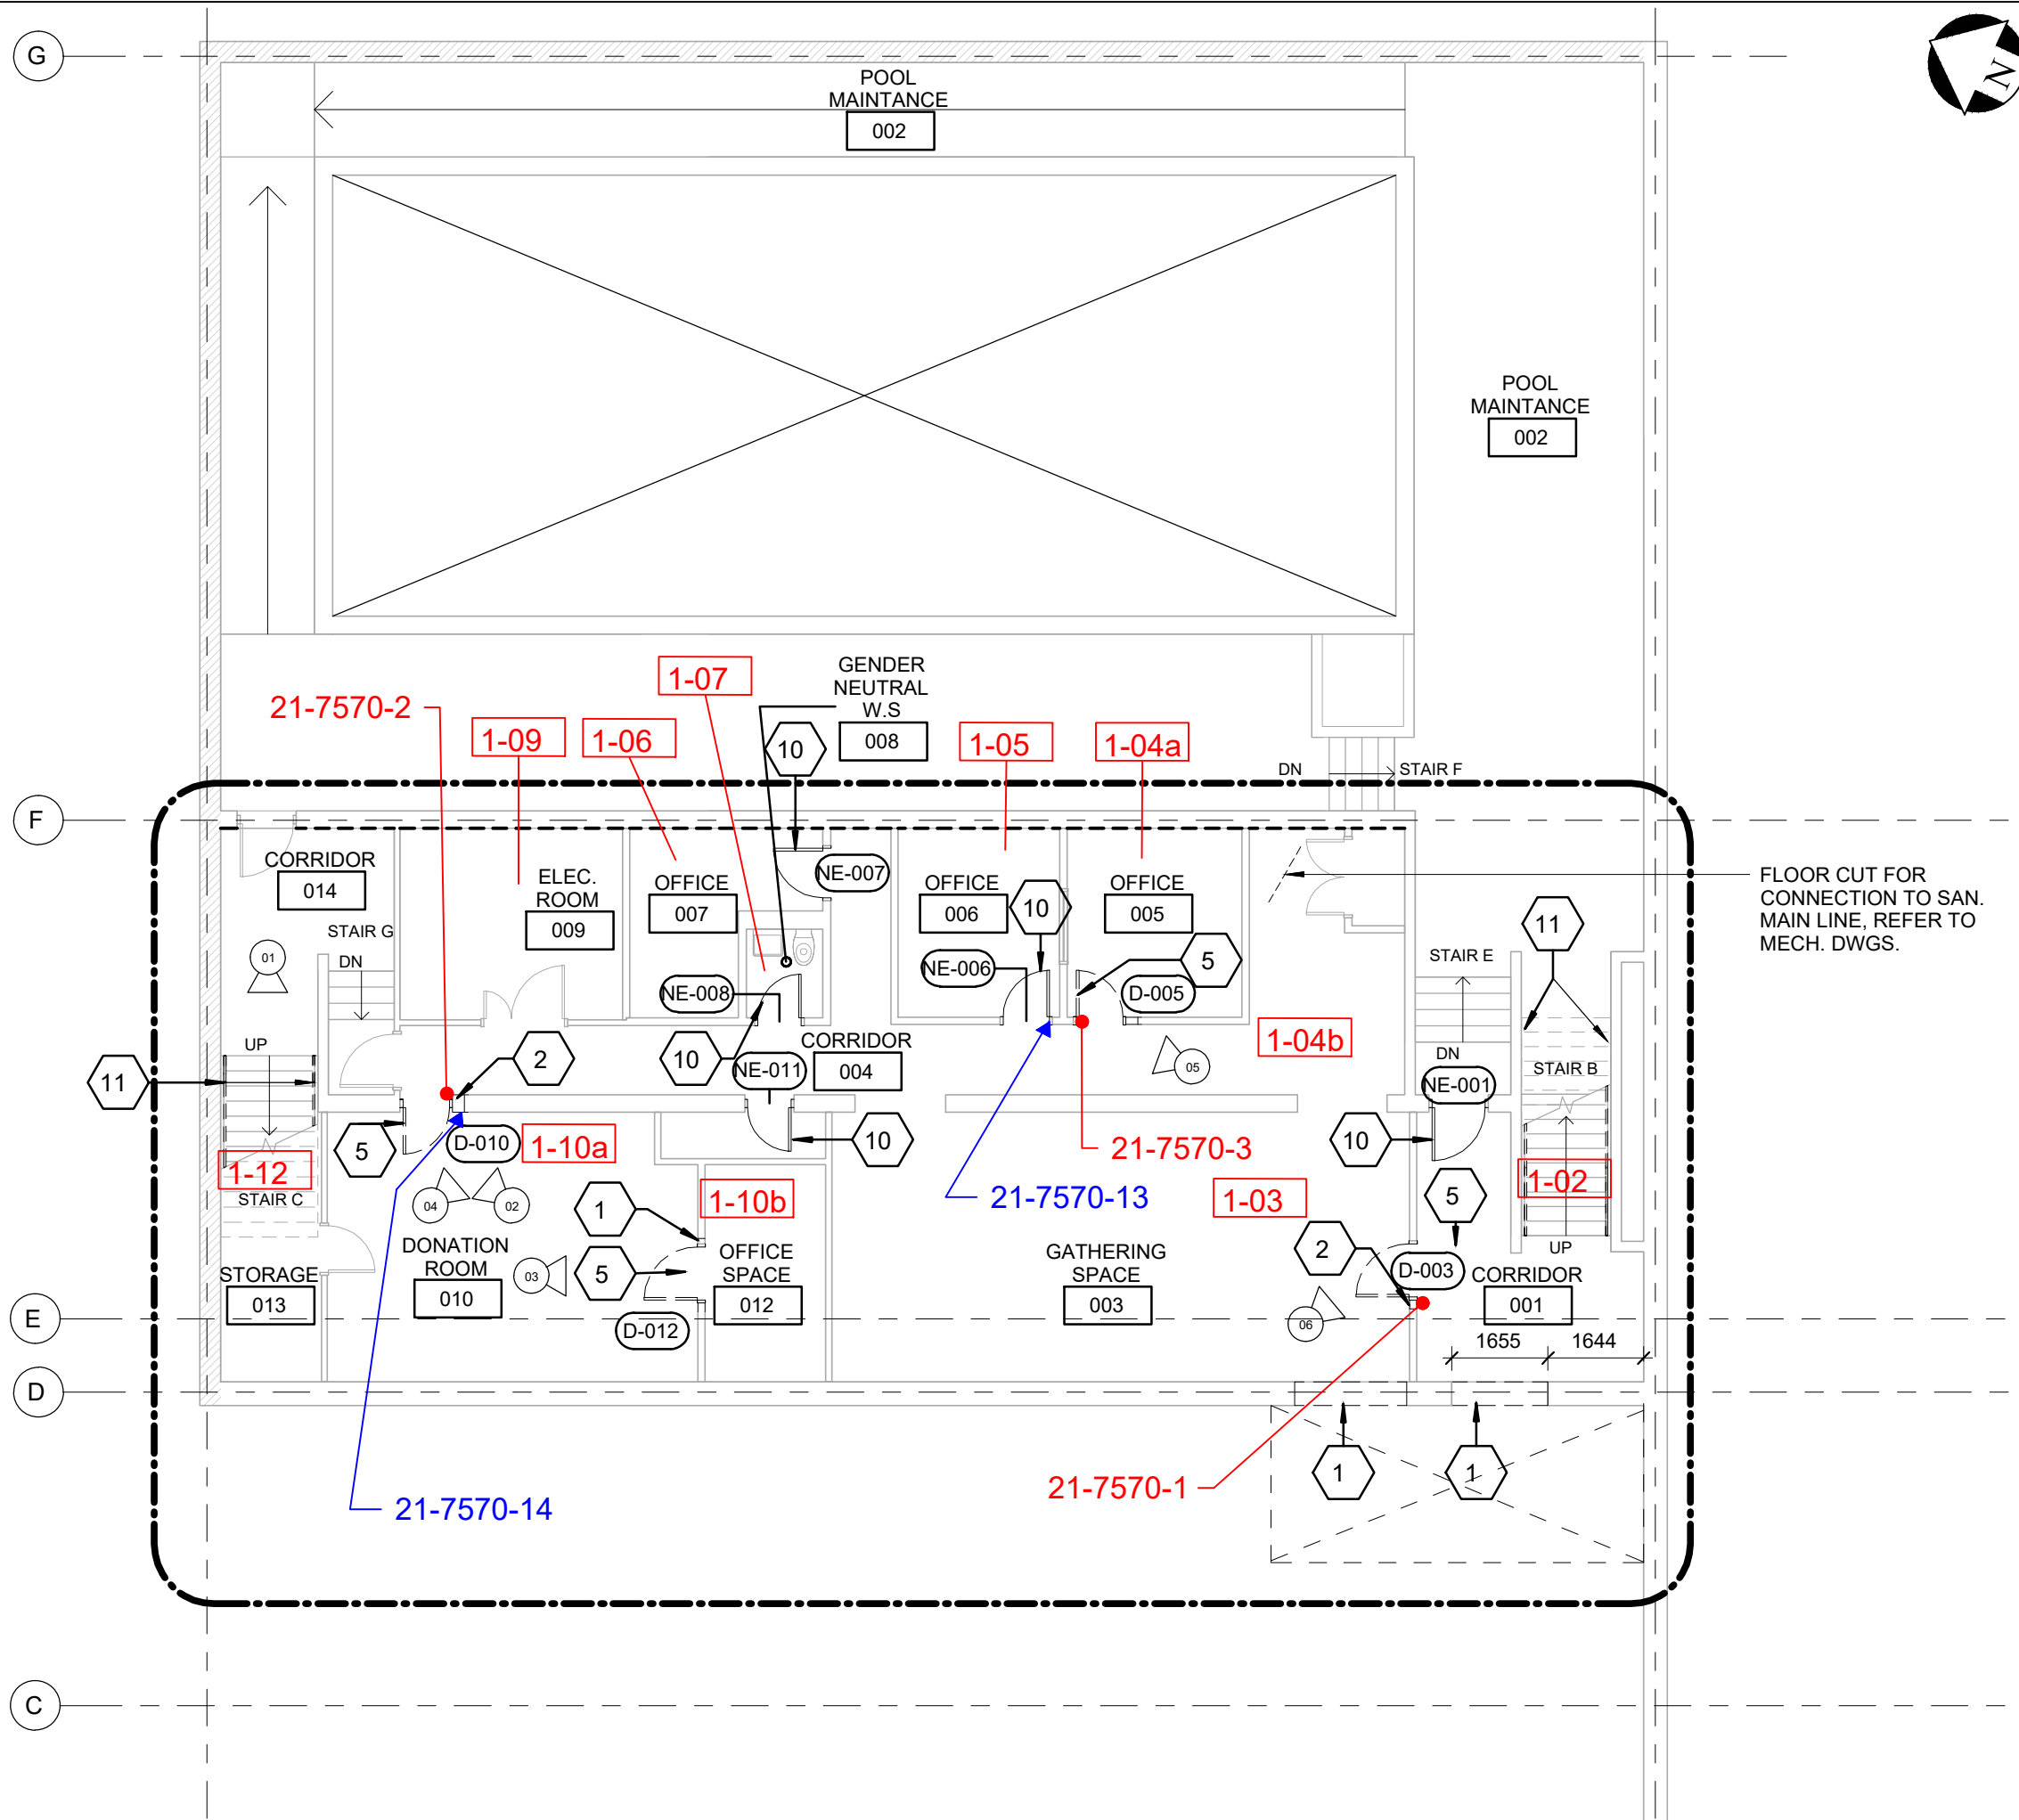 G
N
POOL
MAINTANCE
002
POOL
MAINTANCE
002
GENDER
NEUTRAL
W.S
008
1-07
21-7570-2
1-09
1-06
10
1-05
1-04a
DN
STAIR F
F
CORRIDOR
014
ELEC.
ROOM
009
OFFICE
007
NE-007
OFFICE
006
10
OFFICE
005
FLOOR CUT FOR
CONNECTION TO SAN.
MAIN LINE, REFER TO
MECH. DWGS.
11
STAIR G
DN
01
NE-008
NE-006
5
D-005
STAIR E
DN
UP
11
2
10
NE-011
CORRIDOR
004
05
1-04b
NE-001
STAIR B
5
D-010
1-10a
10
21-7570-3
10
1-12
STAIR C
04
02
1
1-10b
21-7570-13
1-03
5
1-02
UP
DONATION
ROOM
010
03
5
OFFICE
SPACE
012
GATHERING
SPACE
003
2
D-003
CORRIDOR
001
STORAGE
013
E
D-012
06
1655
1644
D
1
1
21-7570-1
21-7570-14
C